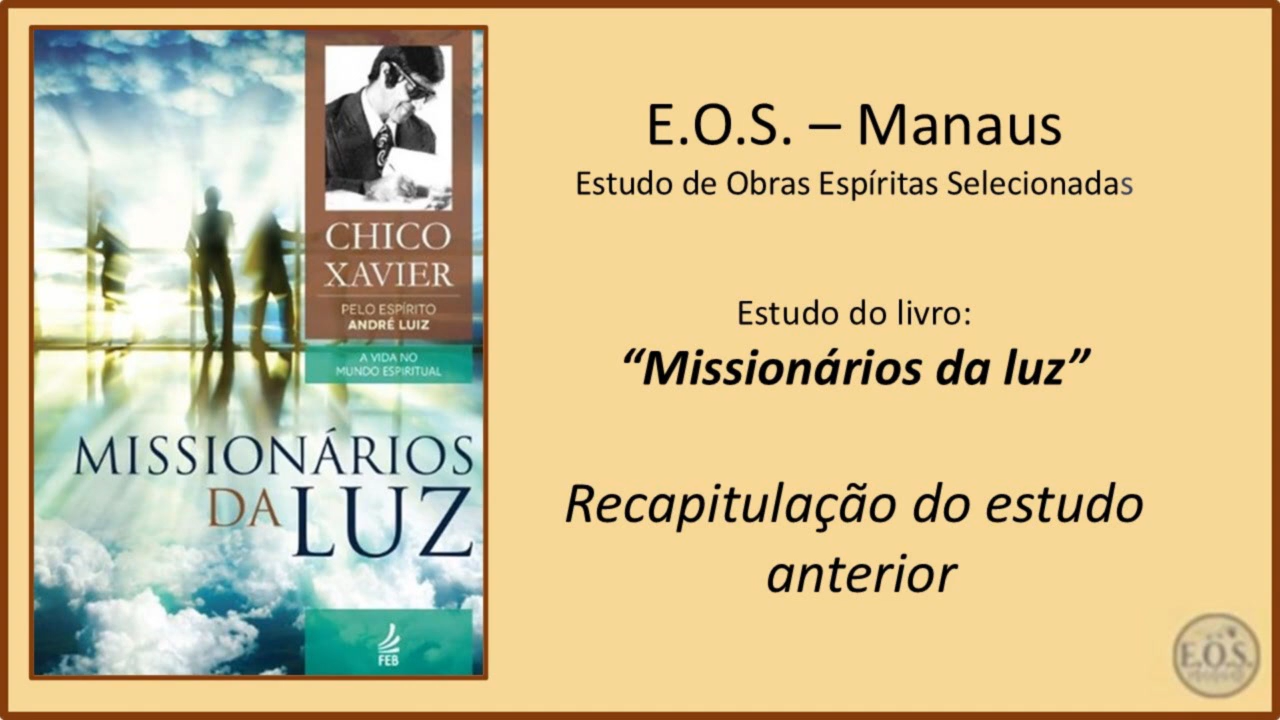 CHICO
XAVIER
PELO ESPÍRITO
ANDRÉ LUIZ
A VIDA NO
MUNDO ESPIRITUAL
MISSIONÁRIOS
DA LUZ
FEB
E.O.S. – Manaus
Estudo de Obras Espíritas Selecionadas
Estudo do livro:
“Missionários da luz”
Recapitulação do estudo
anterior
E.O.S.